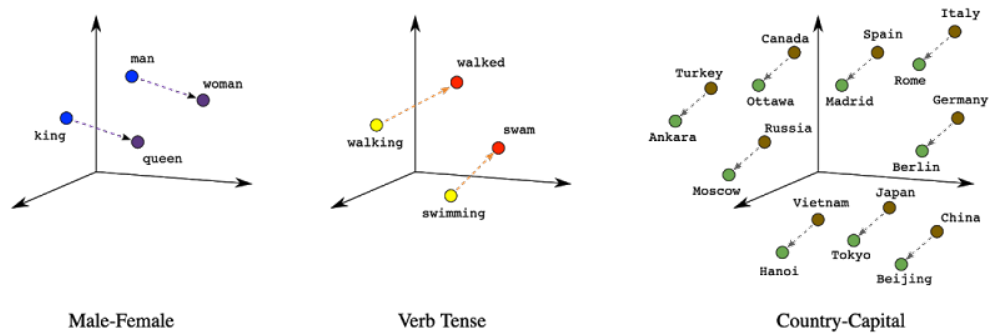 man
woman
king
queen
Male-Female
walked
swam
walking
swimming
Verb Tense
Italy
Canada
Spain
Turkey
Rome
Ottawa
Madrid
Germany
Ankara
Russia
Berlin
Moscow
Japan
Vietnam
China
Tokyo
Hanoi
Beijing
Country-Capital